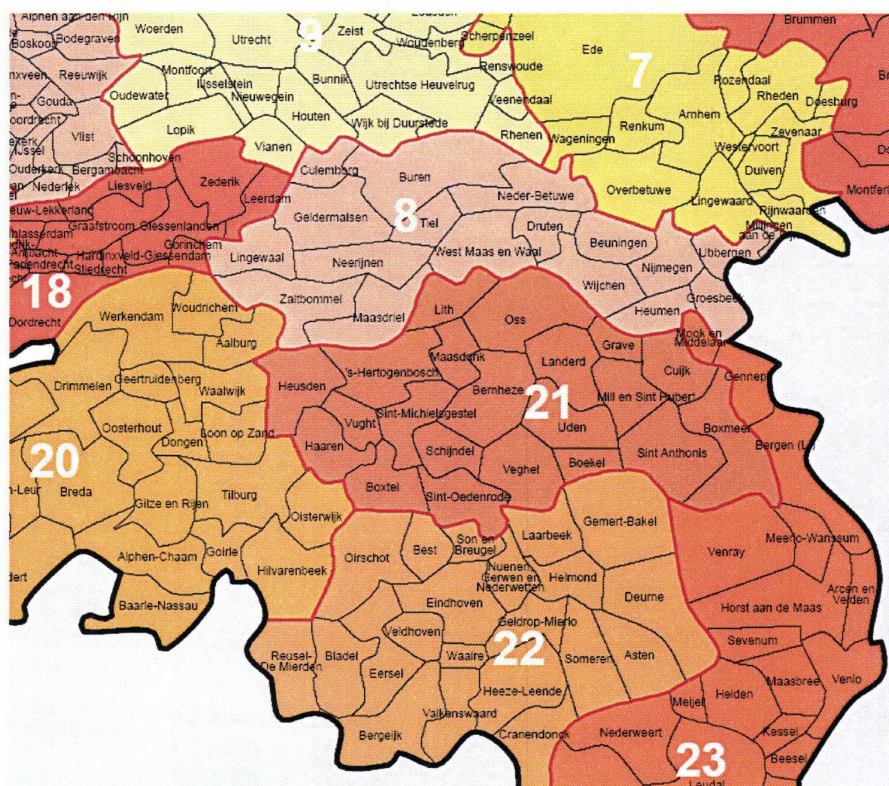 Alphen aan den Rijn
Woerden
Utrecht
9
Zeist
Woudenberg
Scherpenzeel
Ede
Brummen
Boskoop
Bodegraven
Reeuwijk
Montfoort
IJsselstein
Bunnik
Utrechtse Heuvelrug
Renswoude
7
Rozendaal
Rheden
Doesburg
Gouda
Oudewater
Nieuwegein
Houten
Veenendaal
Arnhem
Vlist
Lopik
Wijk bij Duurstede
Rhenen
Wageningen
Renkum
Zevenaar
Westervoort
Ouderkerk
Schoonhoven
Bergambacht
Vianen
Duiven
Nederlek
Liesveld
Zederik
Culemborg
Buren
Neder-Betuwe
Overbetuwe
Lingewaard
Rijnwaarden
Montfer
Leerdam
Graafstroom
Giessenlanden
Geldermalsen
8
Tiel
Druten
Beuningen
Ubbergen
Gorinchem
Hardinxveld-Giessendam
Sliedrecht
Lingewaal
Neerijnen
West Maas en Waal
Nijmegen
Wijchen
18
Zaltbommel
Heumen
Groesbeek
Dordrecht
Werkendam
Woudrichem
Maasdriel
Lith
Oss
Mook en
Middelaar
Aalburg
Grave
Maasdonk
Landerd
Cuijk
Gennep
Drimmelen
Geertruidenberg
Waalwijk
Heusden
's-Hertogenbosch
Bernheze
21
Mill en Sint Hubert
Oosterhout
Dongen
Loon op Zand
Vught
Sint-Michielsgestel
Uden
Boxmeer
Haaren
Schijndel
Sint Anthonis
Bergen (L)
20
Veghel
Boekel
n-Leur
Breda
Gilze en Rijen
Tilburg
Boxtel
Sint-Oedenrode
Oisterwijk
Gemert-Bakel
Laarbeek
Son en
Breugel
Oirschot
Best
Venray
Meerlo-Wanssum
Alphen-Chaam
Goirle
Hilvarenbeek
Nuenen
Gerwen en
Nederwetten
Helmond
Deurne
Arcen en
Velden
Baarle-Nassau
Eindhoven
Geldrop-Mierlo
Horst aan de Maas
Veldhoven
Sevenum
Reusel-
De Mierden
Bladel
Waalre
22
Someren
Asten
Eersel
Heeze-Leende
Helden
Maasbree
Venlo
Meijel
Valkenswaard
Bergeijk
Cranendonck
Nederweert
Kessel
Beesel
23
Leudal